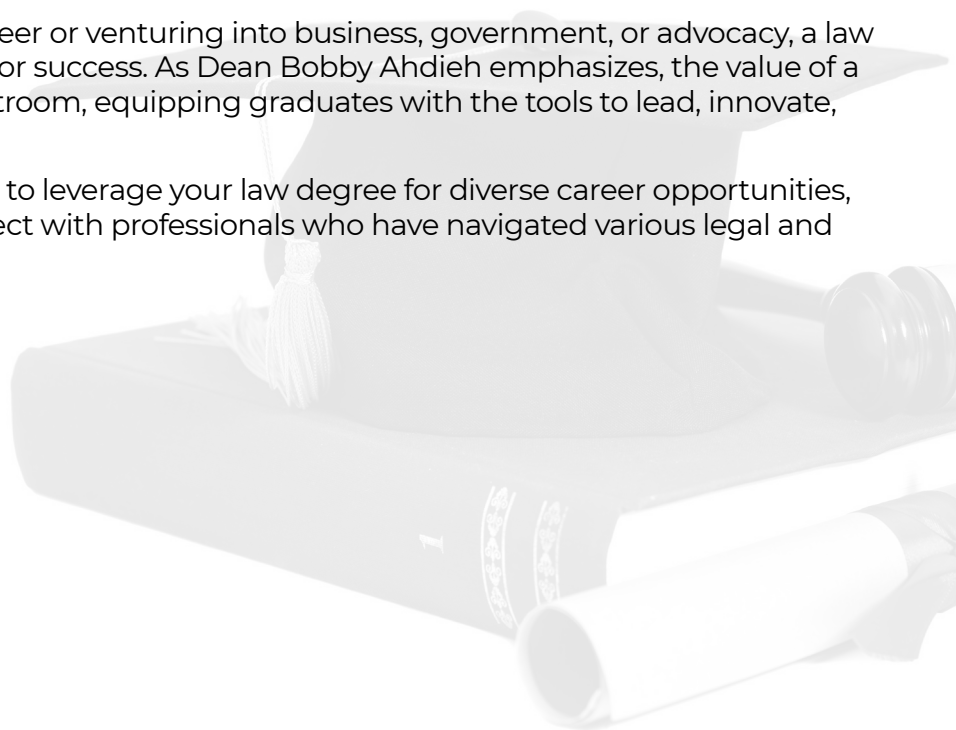 eer or venturing into business, government, or advocacy, a law
or success. As Dean Bobby Ahdieh emphasizes, the value of a
troom, equipping graduates with the tools to lead, innovate,
to leverage your law degree for diverse career opportunities,
ect with professionals who have navigated various legal and
1